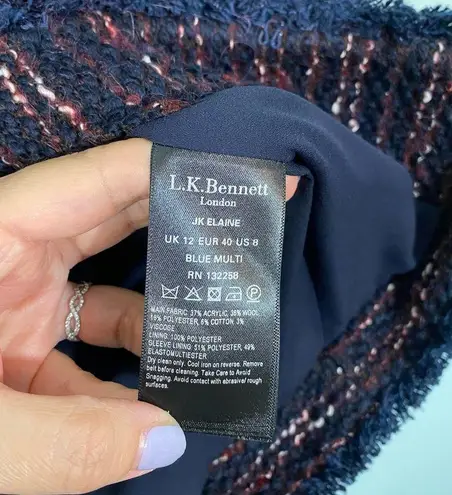 L.K.Bennett
London
JK ELAINE
UK 12 EUR 40 US 8
BLUE MULTI
RN 132258
MAIN FABRIC: 37% ACRYLIC, 36% WOOL
18% POLYESTER, 6% COTTON, 3%
VISCOSE
LINING: 100% POLYESTER
SLEEVE LINING: 51% POLYESTER, 49%
ELASTOMULTIESTER
Dry clean only. Cool iron on reverse. Remove
belt before cleaning. Take Care to Avoid
Snagging. Avoid contact with abrasive/ rough
surfaces.